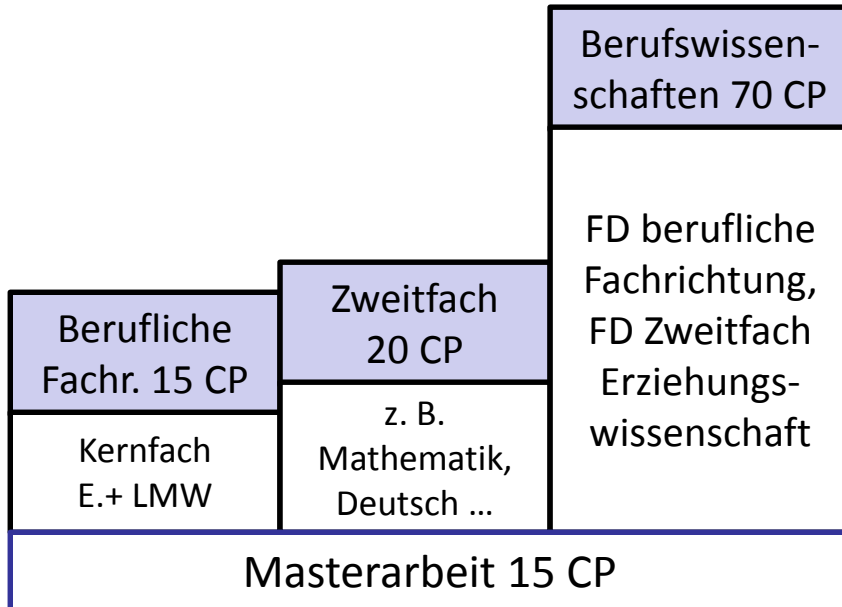 Berufliche
Fachr. 15 CP
Kernfach
E.+ LMW
Zweitfach
20 CP
z. B.
Mathematik,
Deutsch ...
Berufswissen-
schaften 70 CP
FD berufliche
Fachrichtung,
FD Zweitfach
Erziehungs-
wissenschaft
Masterarbeit 15 CP